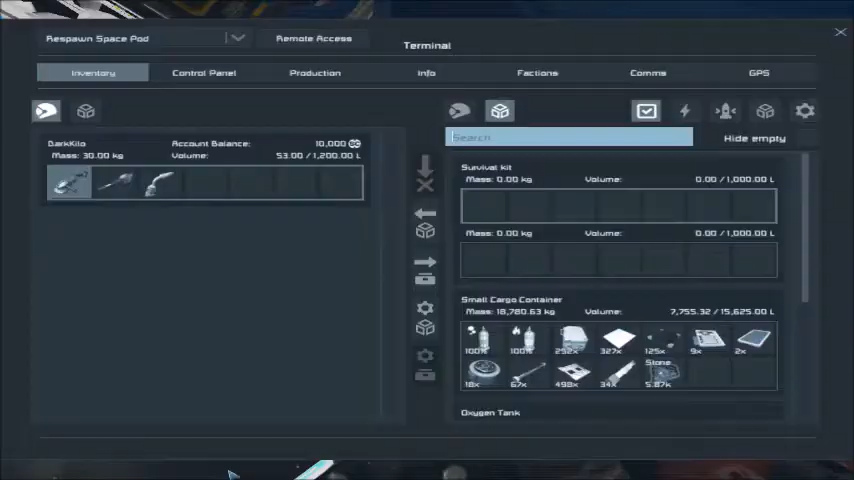 Respawn Space Pod
Remote Access
Terminal
Inventory
Control Panel
Production
Info
Factions
Comms
GPS
Search
Hide empty
DarkKilo
Account Balance: 10,000 SC
Mass: 30.00 kg
Volume: 53.00 / 1,200.00 L
Survival kit
Mass: 0.00 kg
Volume: 0.00 / 1,000.00 L
Mass: 0.00 kg
Volume: 0.00 / 1,000.00 L
Small Cargo Container
Mass: 18,780.63 kg
Volume: 7,755.32 / 15,625.00 L
100% 100% 292x 327x 125x 9x 2x
Stone
18x 67x 498x 34x 5.87k
Oxygen Tank